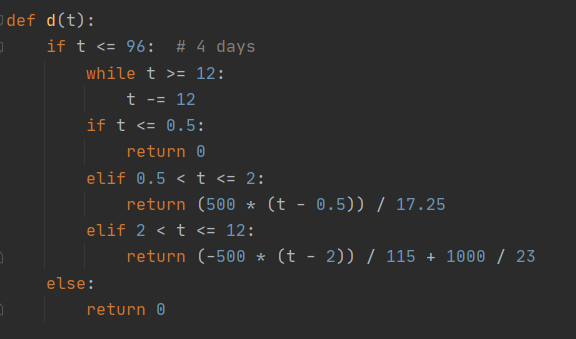 def d(t):
    if t <= 96:  # 4 days
        while t >= 12:
            t -= 12
        if t <= 0.5:
            return 0
        elif 0.5 < t <= 2:
            return (500 * (t - 0.5)) / 17.25
        elif 2 < t <= 12:
            return (-500 * (t - 2)) / 115 + 1000 / 23
    else:
        return 0